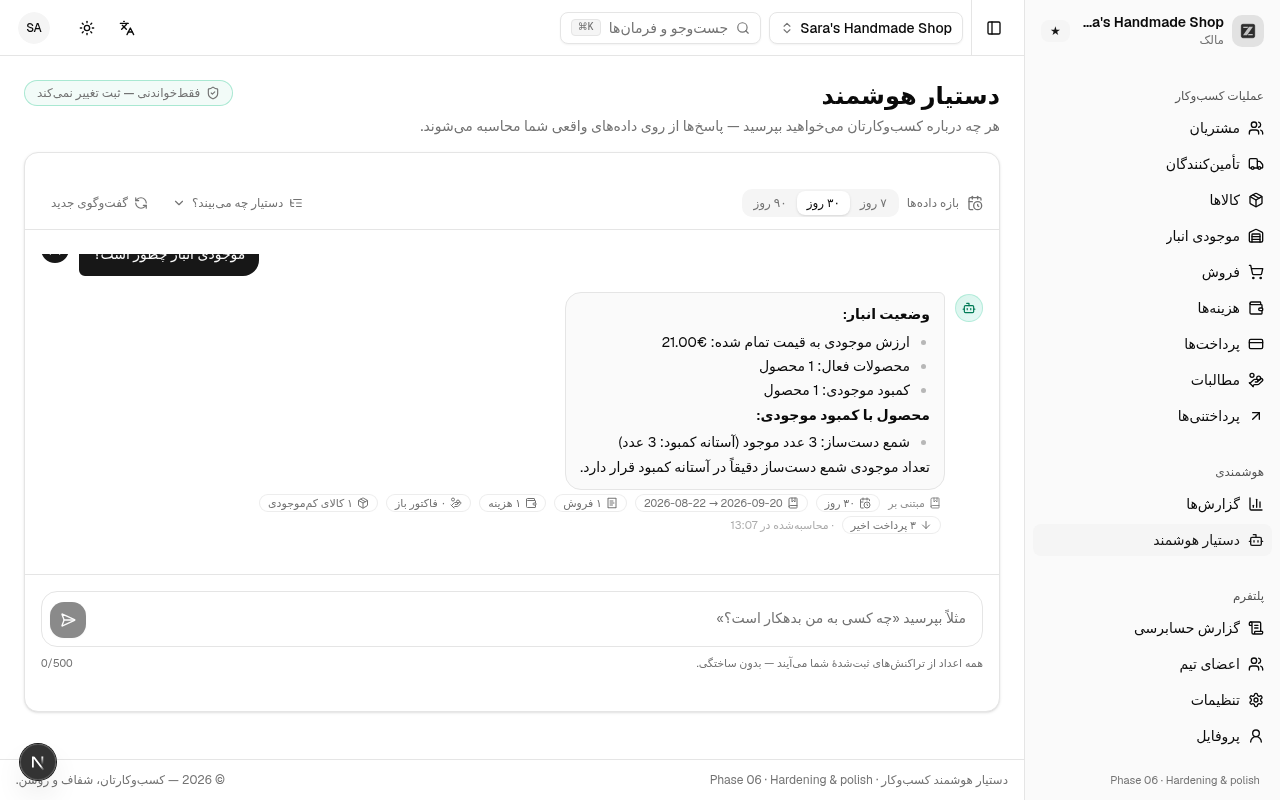 ...a's Handmade Shop
مالک
عملیات کسب‌وکار
مشتریان
تأمین‌کنندگان
کالاها
موجودی انبار
فروش
هزینه‌ها
پرداخت‌ها
مطالبات
پرداختنی‌ها
هوشمندی
گزارش‌ها
دستیار هوشمند
پلتفرم
گزارش حسابرسی
اعضای تیم
تنظیمات
پروفایل
Phase 06 · Hardening & polish
Sara's Handmade Shop
جست‌وجو و فرمان‌ها ⌘K
SA
دستیار هوشمند
فقط‌خواندنی — ثبت تغییر نمی‌کند
هر چه درباره کسب‌وکارتان می‌خواهید بپرسید — پاسخ‌ها از روی داده‌های واقعی شما محاسبه می‌شوند.
بازه داده‌ها ۷ روز ۳۰ روز ۹۰ روز
دستیار چه می‌بیند؟ گفت‌وگوی جدید
موجودی انبار چطور است؟
وضعیت انبار:
ارزش موجودی به قیمت تمام شده: €21.00
محصولات فعال: 1 محصول
کمبود موجودی: 1 محصول
محصول با کمبود موجودی:
شمع دست‌ساز: 3 عدد موجود (آستانه کمبود: 3 عدد)
تعداد موجودی شمع دست‌ساز دقیقاً در آستانه کمبود قرار دارد.
مبتنی بر ۳۰ روز 2026-08-22 → 2026-09-20 ۱ فروش ۱ هزینه ۰ فاکتور باز ۱ کالای کم‌موجودی
۳ پرداخت اخیر · محاسبه‌شده در 13:07
مثلاً بپرسید «چه کسی به من بدهکار است؟»
همه اعداد از تراکنش‌های ثبت‌شدهٔ شما می‌آیند — بدون ساختگی.
0/500
دستیار هوشمند کسب‌وکار · Phase 06 · Hardening & polish
© 2026 — کسب‌وکارتان، شفاف و روشن.